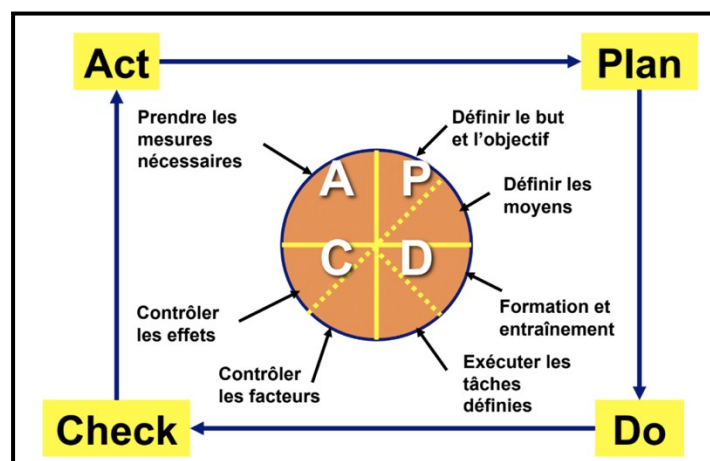 Act
Plan
Prendre les
mesures
nécessaires
Définir le but
et l'objectif
A
P
Définir les
moyens
C
D
Contrôler
les effets
Formation et
entraînement
Contrôler
les facteurs
Exécuter les
tâches
définies
Check
Do